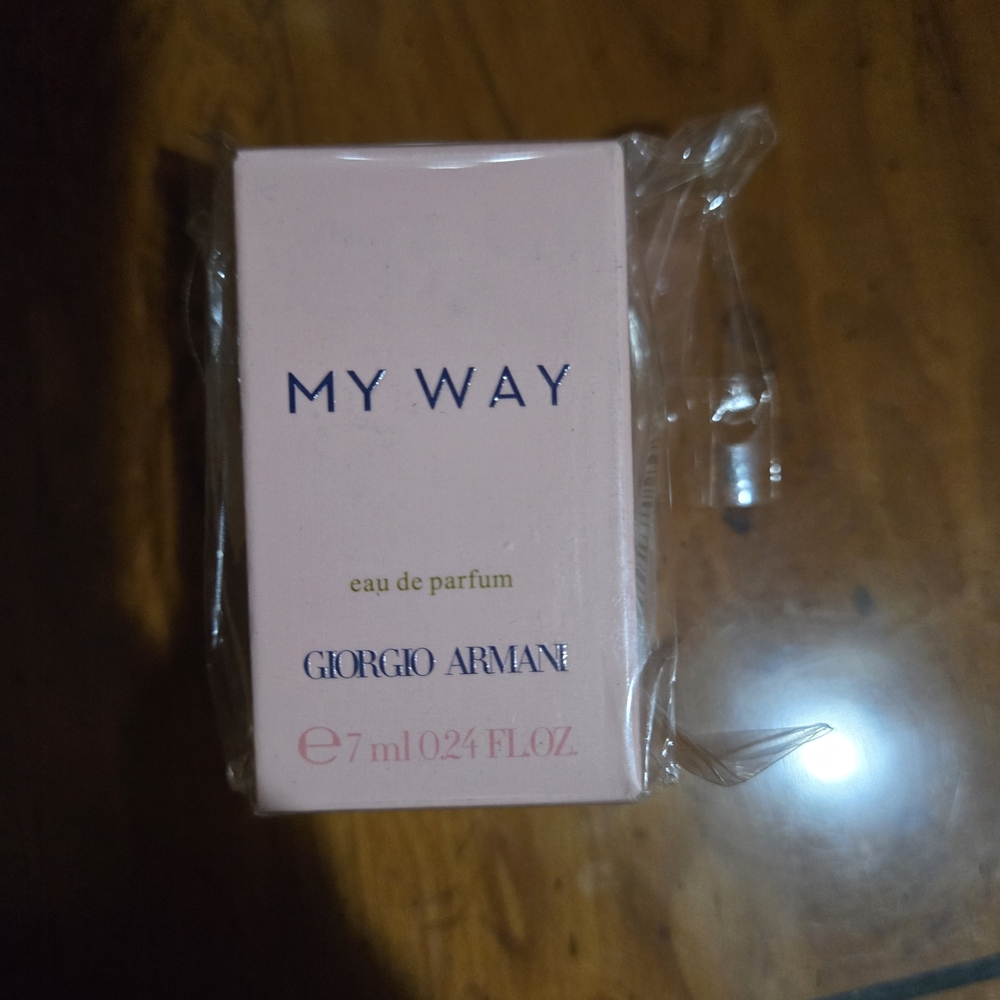 MY WAY
eau de parfum
GIORGIO ARMANI
℮ 7 ml 0.24 FL.OZ.